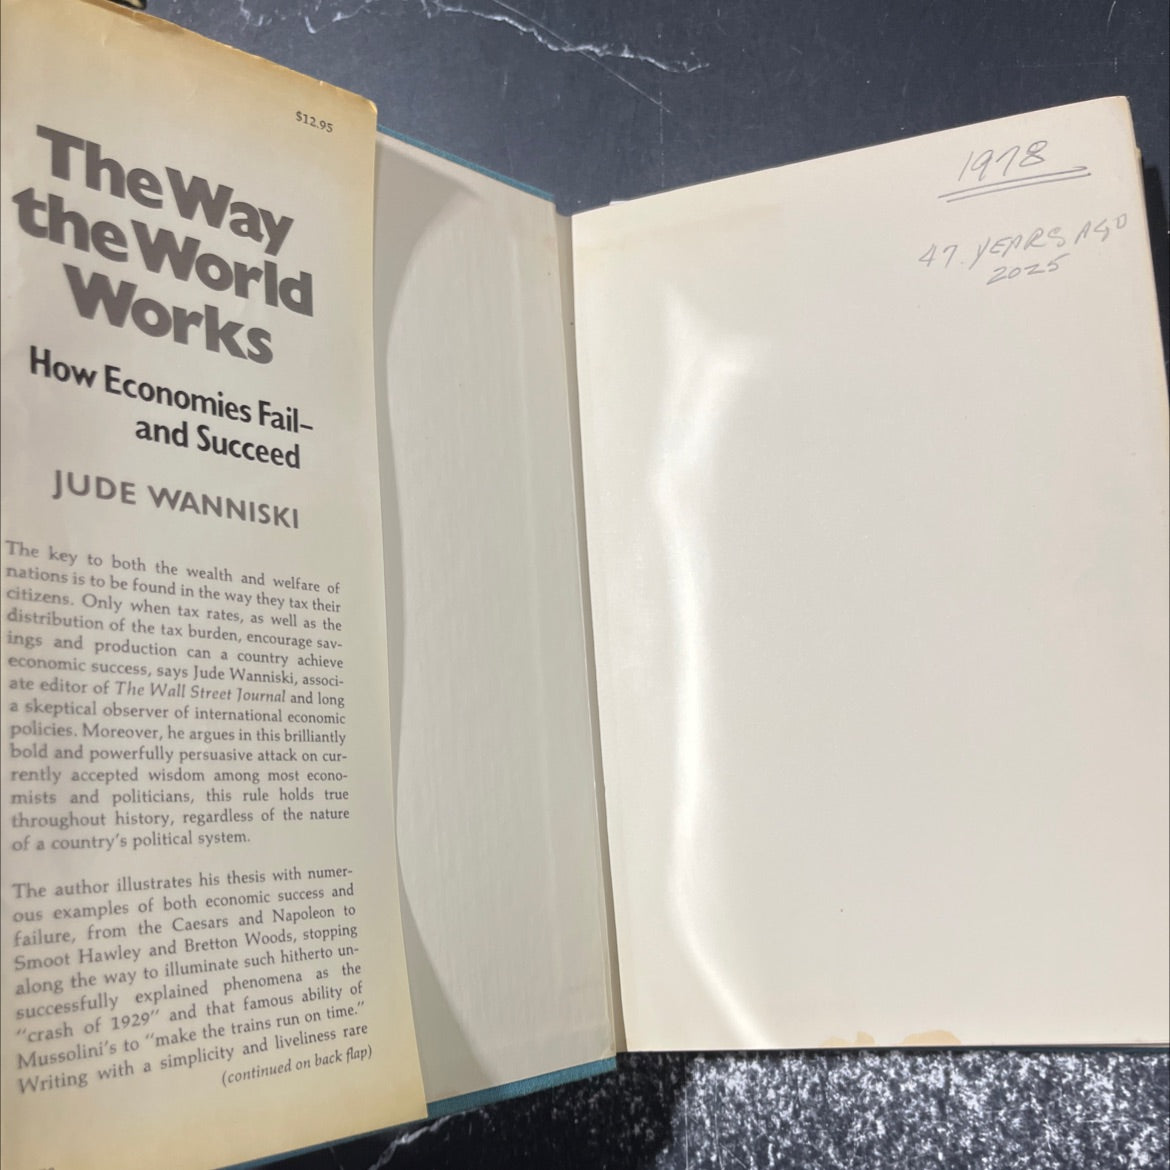 $12.95
The Way
the World
Works
How Economies Fail–
and Succeed
JUDE WANNISKI
The key to both the wealth and welfare of
nations is to be found in the way they tax their
citizens. Only when tax rates, as well as the
distribution of the tax burden, encourage sav-
ings and production can a country achieve
economic success, says Jude Wanniski, associ-
ate editor of The Wall Street Journal and long
a skeptical observer of international economic
policies. Moreover, he argues in this brilliantly
bold and powerfully persuasive attack on cur-
rently accepted wisdom among most econo-
mists and politicians, this rule holds true
throughout history, regardless of the nature
of a country's political system.
The author illustrates his thesis with numer-
ous examples of both economic success and
failure, from the Caesars and Napoleon to
Smoot Hawley and Bretton Woods, stopping
along the way to illuminate such hitherto un-
successfully explained phenomena as the
"crash of 1929" and that famous ability of
Mussolini's to "make the trains run on time."
Writing with a simplicity and liveliness rare
(continued on back flap)
1978
47. YEARS AGO
2025